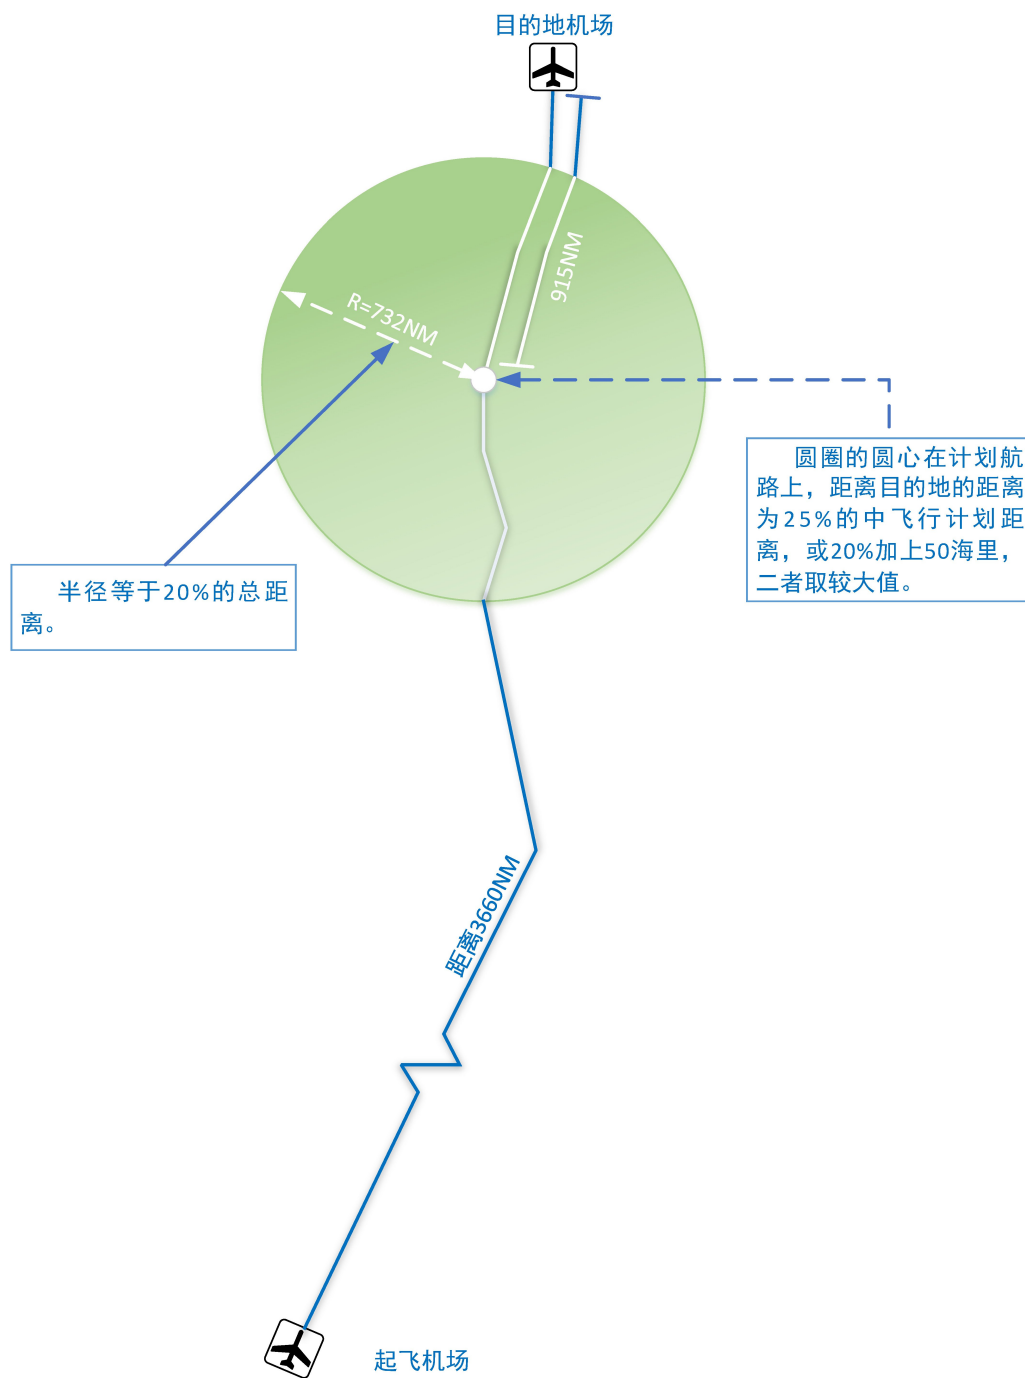 目的地机场
915NM
R=732NM
圆圈的圆心在计划航
路上，距离目的地的距离
为25%的中飞行计划距
离，或20%加上50海里，
二者取较大值。
半径等于20%的总距
离。
距离3660NM
起飞机场